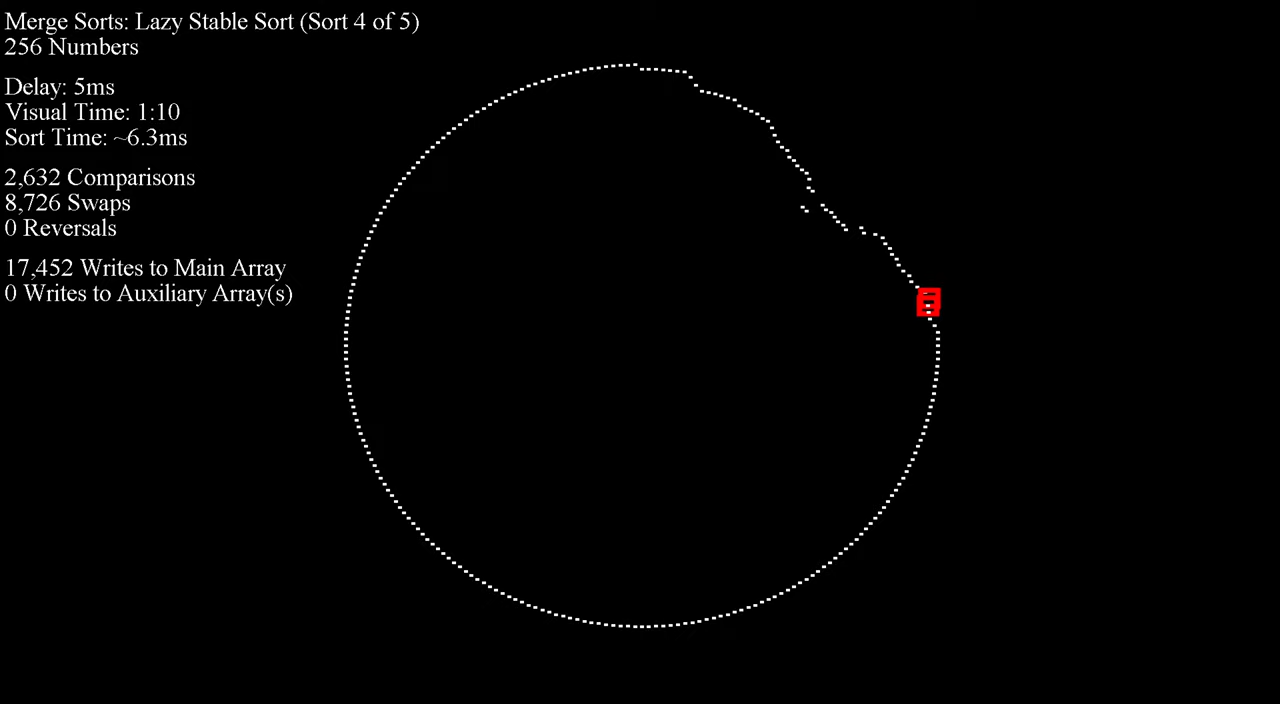 Merge Sorts: Lazy Stable Sort (Sort 4 of 5)
256 Numbers
Delay: 5ms
Visual Time: 1:10
Sort Time: ~6.3ms
2,632 Comparisons
8,726 Swaps
0 Reversals
17,452 Writes to Main Array
0 Writes to Auxiliary Array(s)